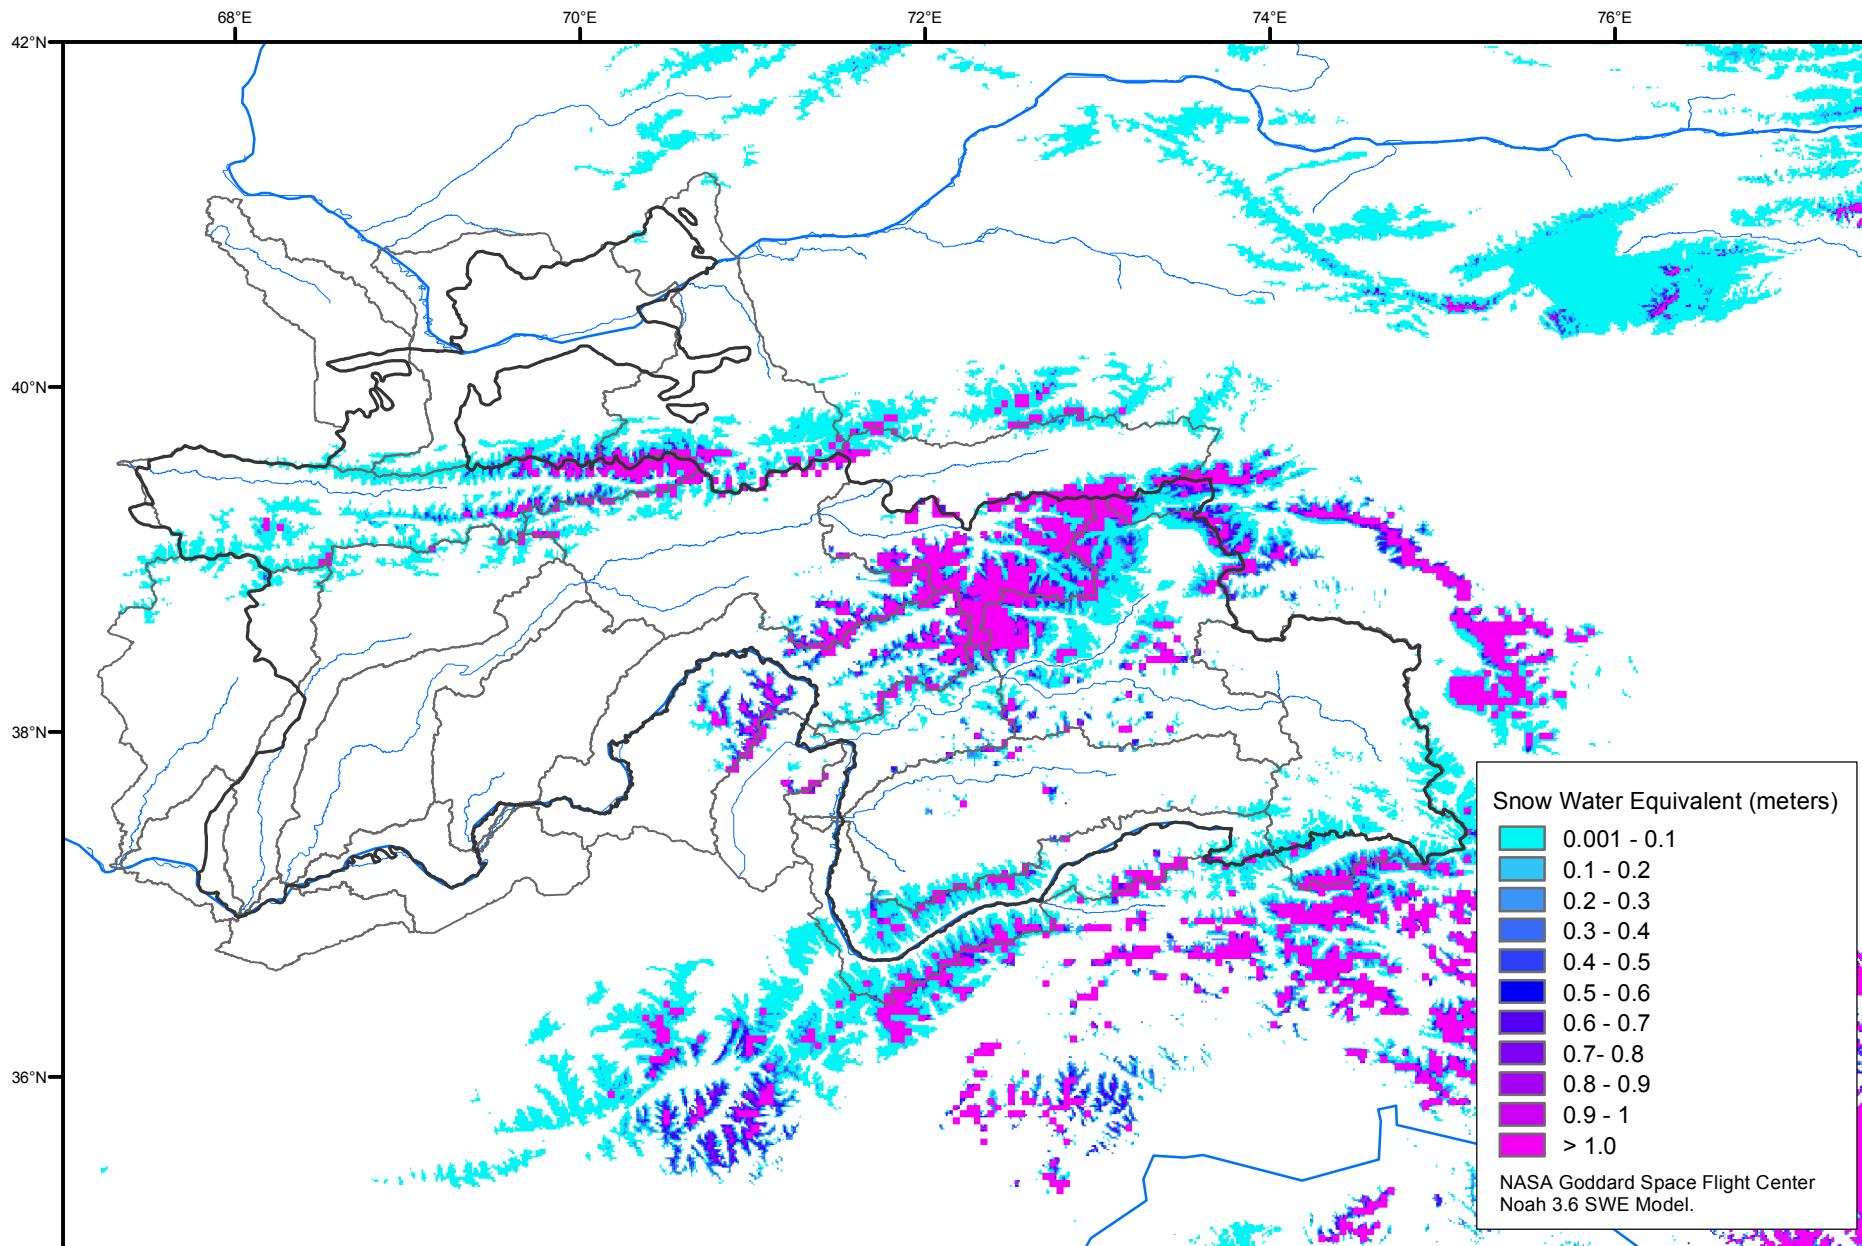 68°E 70°E 72°E 74°E 76°E
42°N
40°N
38°N
36°N
Snow Water Equivalent (meters)
0.001 - 0.1
0.1 - 0.2
0.2 - 0.3
0.3 - 0.4
0.4 - 0.5
0.5 - 0.6
0.6 - 0.7
0.7- 0.8
0.8 - 0.9
0.9 - 1
> 1.0
NASA Goddard Space Flight Center
Noah 3.6 SWE Model.